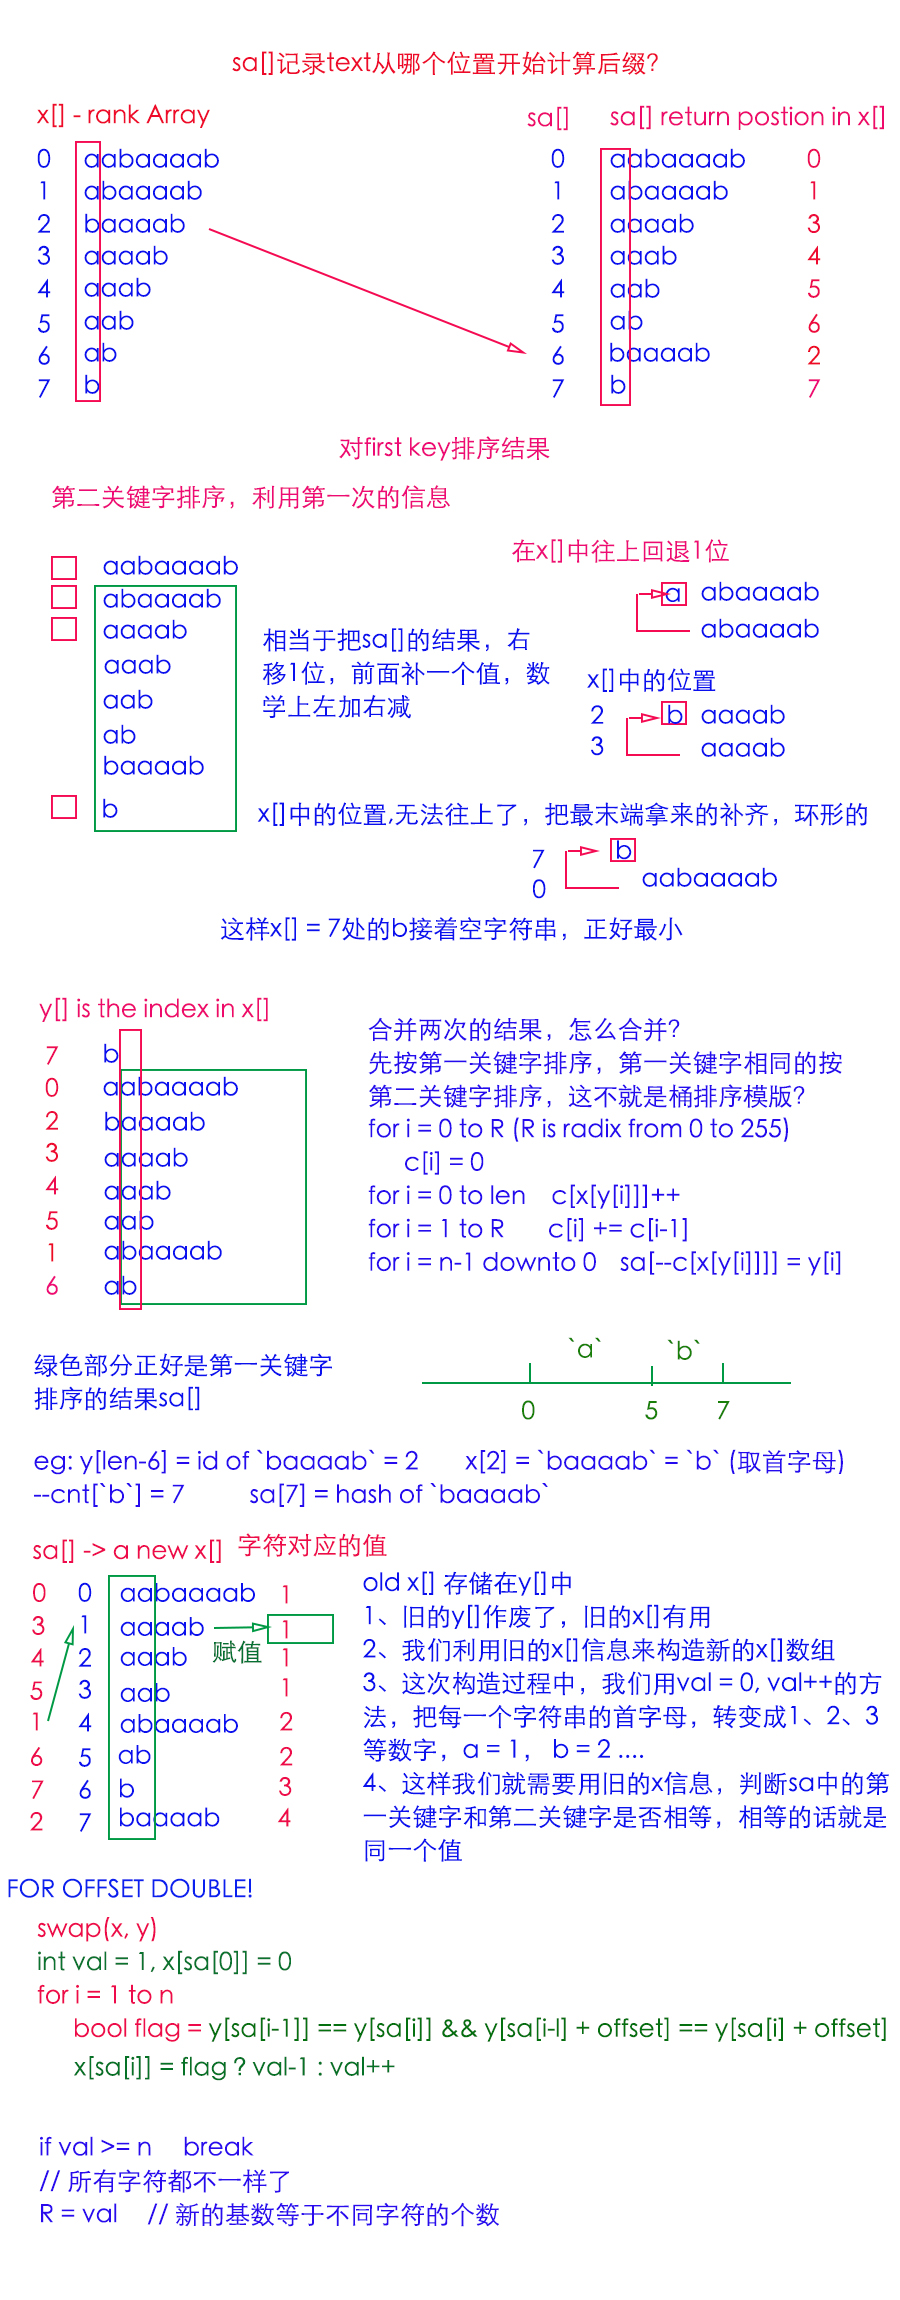 sa[]记录text从哪个位置开始计算后缀?
x[] - rank Array
sa[]
sa[] return postion in x[]
0 aabaaaab
1 abaaaab
2 baaaab
3 aaaab
4 aaab
5 aab
6 ab
7 b
0 aabaaaab 0
1 abaaaab 1
2 aaaab 3
3 aaab 4
4 aab 5
5 ab 6
6 baaaab 2
7 b 7
对first key排序结果
第二关键字排序，利用第一次的信息
aabaaaab
abaaaab
aaaab
aaab
aab
ab
baaaab
b
相当于把sa[]的结果，右
移1位，前面补一个值，数
学上左加右减
在x[]中往上回退1位
a abaaaab
abaaaab
x[]中的位置
2 b aaaab
3 aaaab
x[]中的位置,无法往上了，把最末端拿来的补齐，环形的
7 b
0 aabaaaab
这样x[] = 7处的b接着空字符串，正好最小
y[] is the index in x[]
7 b
0 aabaaaab
2 baaaab
3 aaaab
4 aaab
5 aab
1 abaaaab
6 ab
合并两次的结果，怎么合并?
先按第一关键字排序，第一关键字相同的按
第二关键字排序，这不就是桶排序模版?
for i = 0 to R (R is radix from 0 to 255)
c[i] = 0
for i = 0 to len c[x[y[i]]]++
for i = 1 to R c[i] += c[i-1]
for i = n-1 downto 0 sa[--c[x[y[i]]]] = y[i]
绿色部分正好是第一关键字
排序的结果sa[]
`a` `b`
0 5 7
eg: y[len-6] = id of `baaaab` = 2 x[2] = `baaaab` = `b` (取首字母)
--cnt[`b`] = 7 sa[7] = hash of `baaaab`
sa[] -> a new x[] 字符对应的值
0 0 aabaaaab 1
3 1 aaaab 1
赋值
4 2 aaab 1
5 3 aab 1
1 4 abaaaab 2
6 5 ab 2
7 6 b 3
2 7 baaaab 4
old x[] 存储在y[]中
1、旧的y[]作废了，旧的x[]有用
2、我们利用旧的x[]信息来构造新的x[]数组
3、这次构造过程中，我们用val = 0, val++的方
法，把每一个字符串的首字母，转变成1、2、3
等数字，a = 1， b = 2 ....
4、这样我们就需要用旧的x信息，判断sa中的第
一关键字和第二关键字是否相等，相等的话就是
同一个值
FOR OFFSET DOUBLE!
swap(x, y)
int val = 1, x[sa[0]] = 0
for i = 1 to n
bool flag = y[sa[i-1]] == y[sa[i]] && y[sa[i-l] + offset] == y[sa[i] + offset]
x[sa[i]] = flag ? val-1 : val++
if val >= n break
// 所有字符都不一样了
R = val // 新的基数等于不同字符的个数